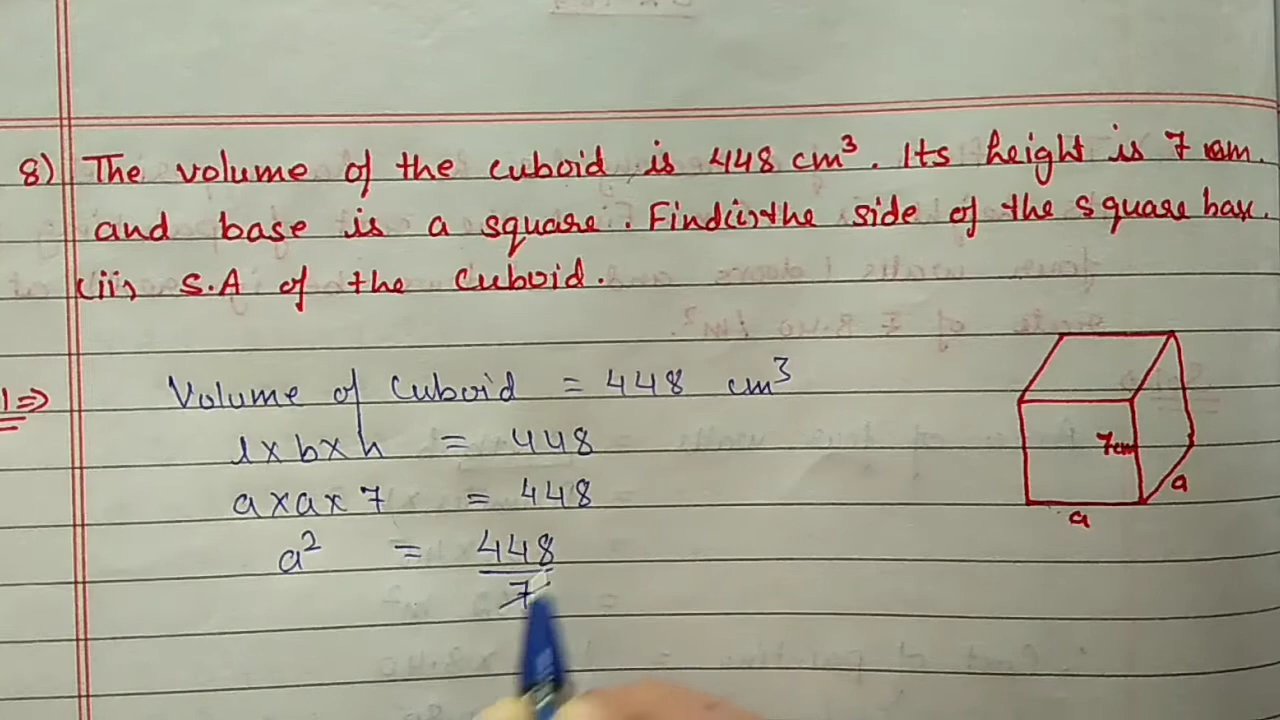 8) The volume of the cuboid is 448 cm³. Its height is 7 cm.
and base is a square. Find (i) the side of the square base.
(ii) S.A of the cuboid.
1⇒ Volume of Cuboid = 448 cm³
l x b x h = 448
a x a x 7 = 448
a² = 448
7
7cm
a
a